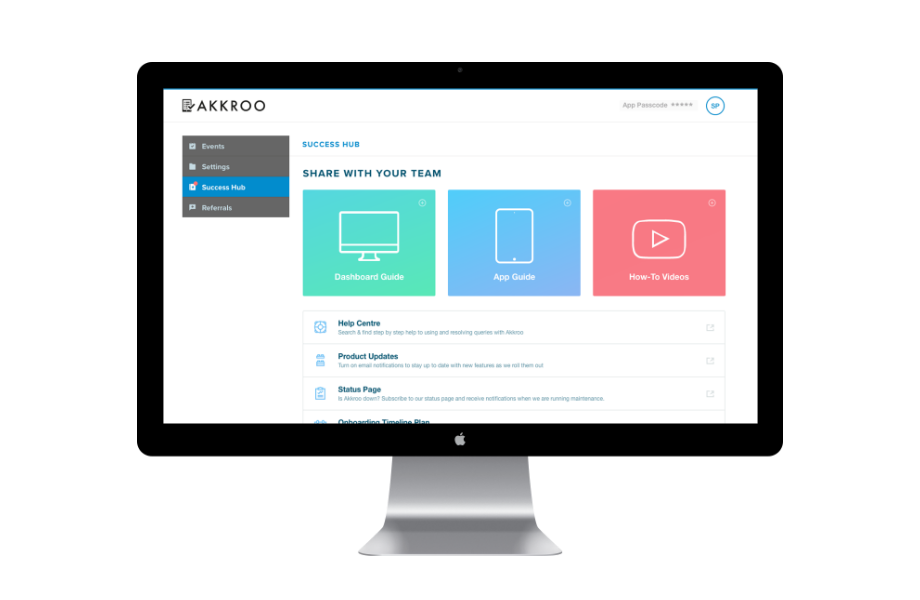 AKKROO
App Passcode *****
SP
Events
Settings
Success Hub
Referrals
SUCCESS HUB
SHARE WITH YOUR TEAM
Dashboard Guide
App Guide
How-To Videos
Help Centre
Search & find step by step help to using and resolving queries with Akkroo
Product Updates
Turn on email notifications to stay up to date with new features as we roll them out
Status Page
Is Akkroo down? Subscribe to our status page and receive notifications when we are running maintenance.
Onboarding Timeline Plan